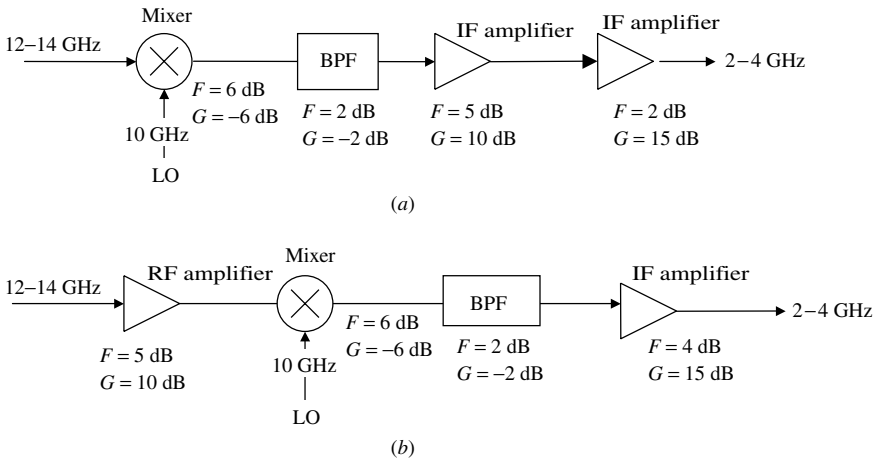 Mixer
IF amplifier
IF amplifier
12–14 GHz
BPF
2–4 GHz
F = 6 dB
G = –6 dB
F = 2 dB
G = –2 dB
F = 5 dB
G = 10 dB
F = 2 dB
G = 15 dB
10 GHz
LO
(a)
Mixer
RF amplifier
IF amplifier
12–14 GHz
BPF
2–4 GHz
F = 5 dB
G = 10 dB
F = 6 dB
G = –6 dB
F = 2 dB
G = –2 dB
F = 4 dB
G = 15 dB
10 GHz
LO
(b)